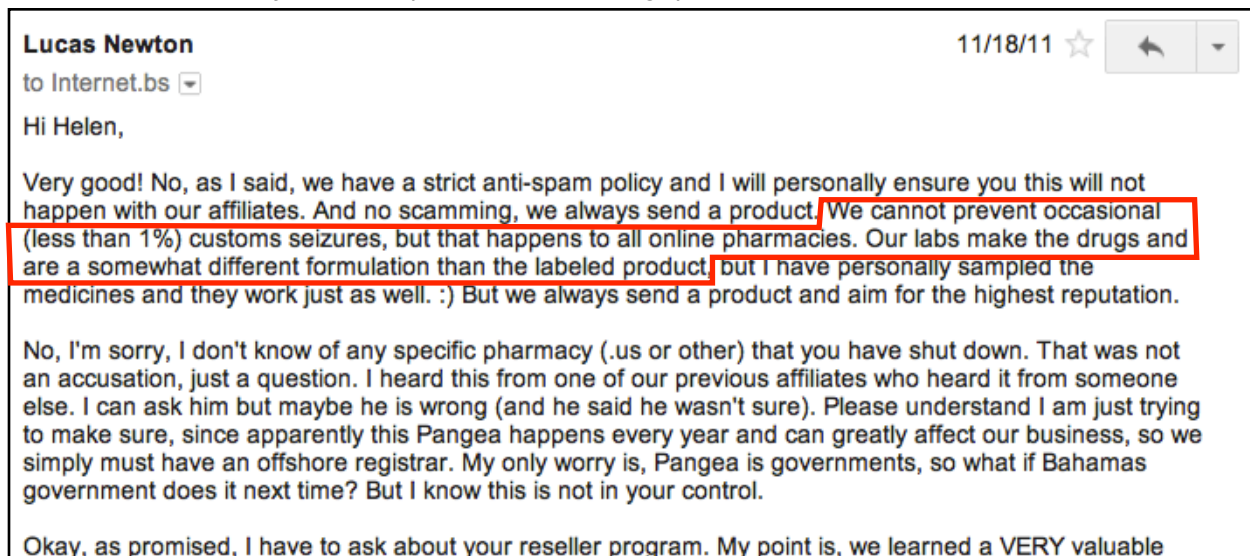 Lucas Newton 11/18/11
to Internet.bs
Hi Helen,
Very good! No, as I said, we have a strict anti-spam policy and I will personally ensure you this will not
happen with our affiliates. And no scamming, we always send a product. We cannot prevent occasional
(less than 1%) customs seizures, but that happens to all online pharmacies. Our labs make the drugs and
are a somewhat different formulation than the labeled product, but I have personally sampled the
medicines and they work just as well. :) But we always send a product and aim for the highest reputation.
No, I'm sorry, I don't know of any specific pharmacy (.us or other) that you have shut down. That was not
an accusation, just a question. I heard this from one of our previous affiliates who heard it from someone
else. I can ask him but maybe he is wrong (and he said he wasn't sure). Please understand I am just trying
to make sure, since apparently this Pangea happens every year and can greatly affect our business, so we
simply must have an offshore registrar. My only worry is, Pangea is governments, so what if Bahamas
government does it next time? But I know this is not in your control.
Okay, as promised, I have to ask about your reseller program. My point is, we learned a VERY valuable